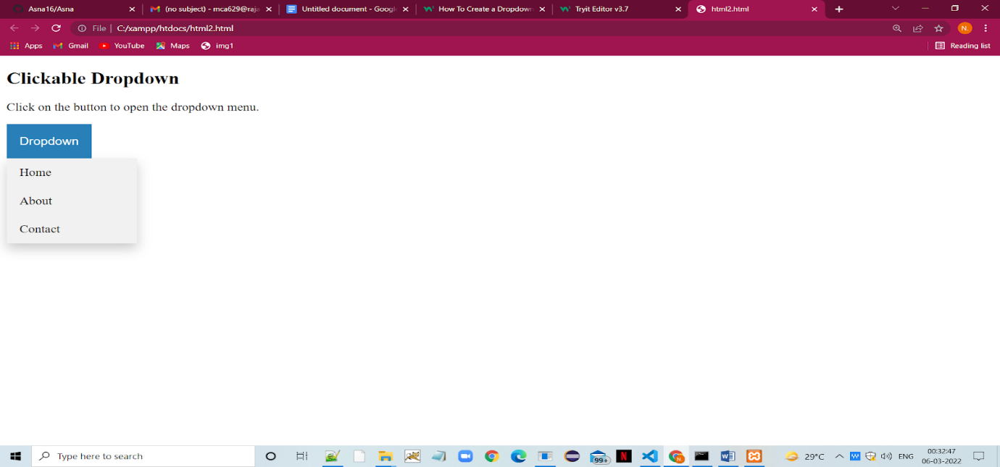 Asna16/Asna
(no subject) - mca629@raja
Untitled document - Googl
How To Create a Dropdown
Tryit Editor v3.7
html2.html
File | C:/xampp/htdocs/html2.html
N.
Apps
Gmail
YouTube
Maps
img1
Reading list
Clickable Dropdown
Click on the button to open the dropdown menu.
Dropdown
Home
About
Contact
Type here to search
99+
N
29°C
ENG
00:32:47
06-03-2022